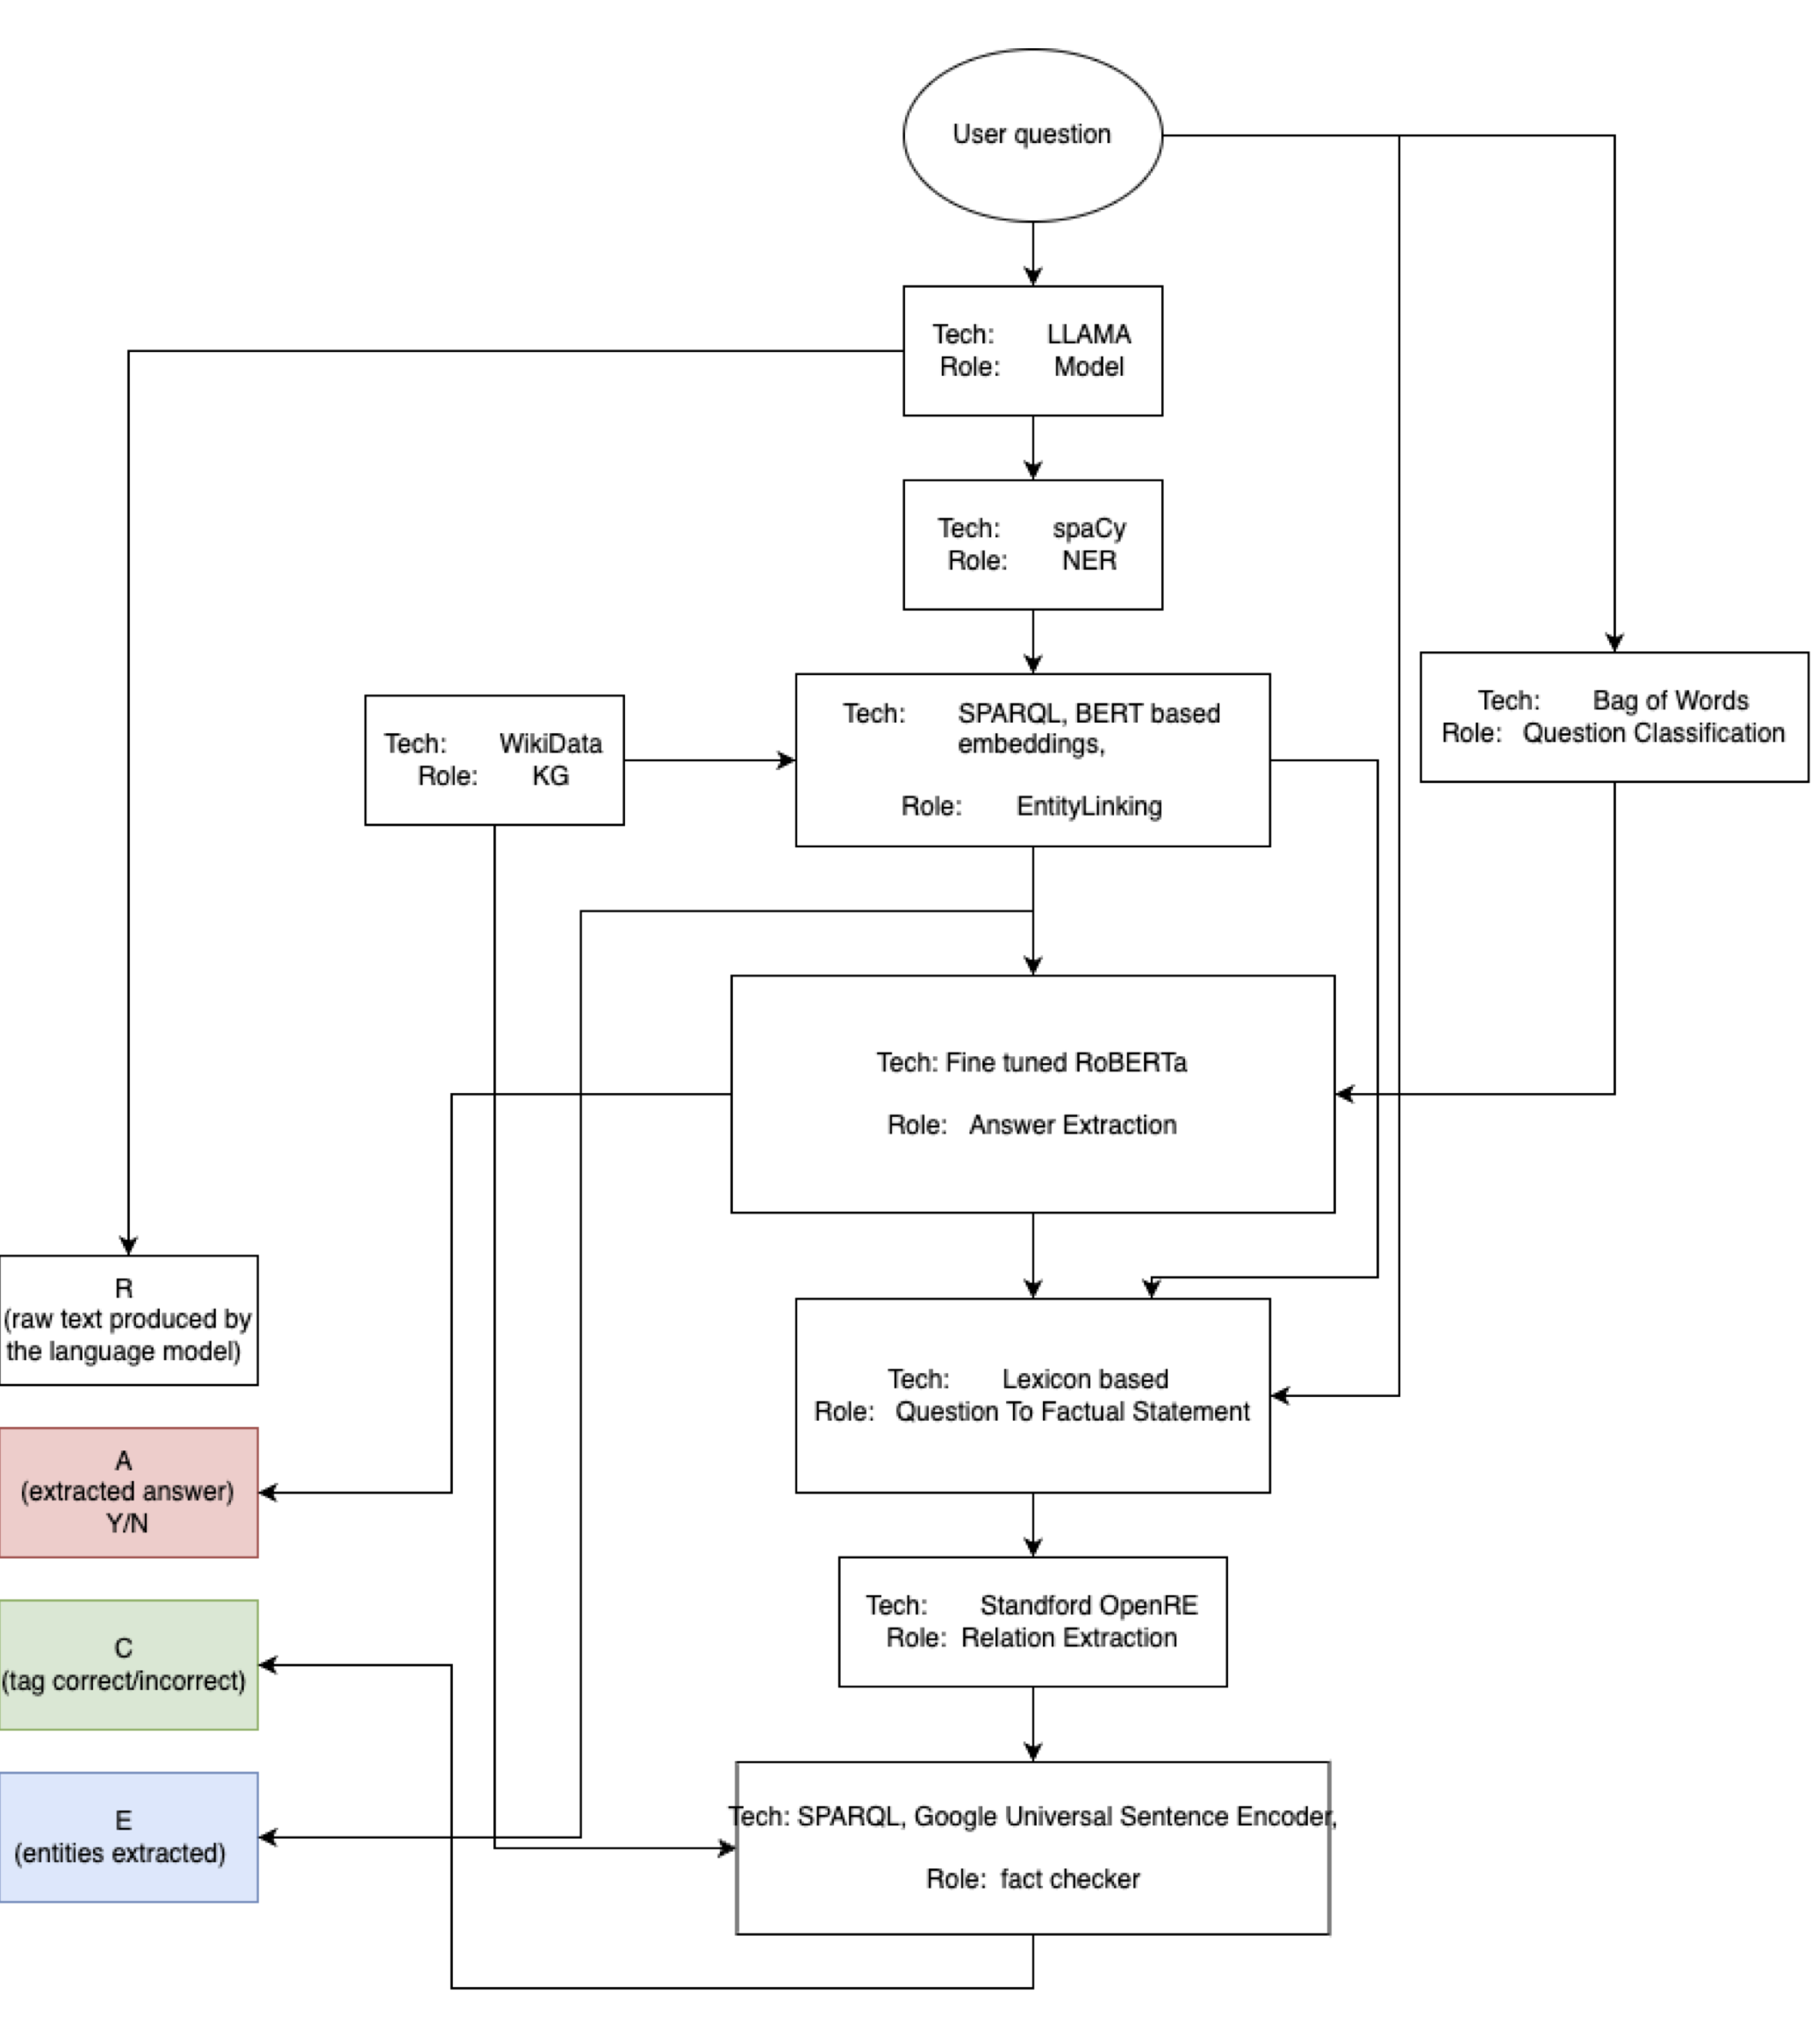 User question
Tech: LLAMA
Role: Model
Tech: spaCy
Role: NER
Tech: WikiData
Role: KG
Tech: SPARQL, BERT based
embeddings,
Role: EntityLinking
Tech: Bag of Words
Role: Question Classification
Tech: Fine tuned RoBERTa
Role: Answer Extraction
R
(raw text produced by
the language model)
Tech: Lexicon based
Role: Question To Factual Statement
A
(extracted answer)
Y/N
Tech: Standford OpenRE
Role: Relation Extraction
C
(tag correct/incorrect)
E
(entities extracted)
Tech: SPARQL, Google Universal Sentence Encoder,
Role: fact checker